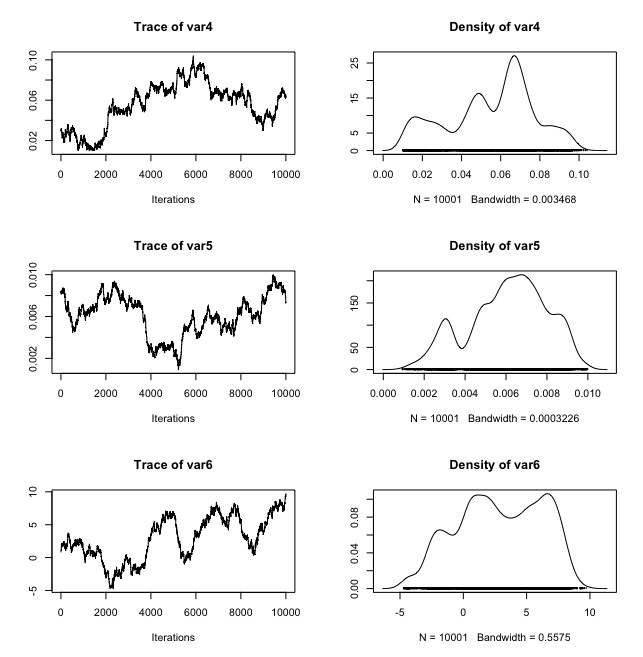 Trace of var4
0.02 0.06 0.10
0 2000 4000 6000 8000 10000
Iterations
Density of var4
0 5 15 25
0.00 0.02 0.04 0.06 0.08 0.10
N = 10001 Bandwidth = 0.003468
Trace of var5
0.002 0.006 0.010
0 2000 4000 6000 8000 10000
Iterations
Density of var5
0 50 150
0.000 0.002 0.004 0.006 0.008 0.010
N = 10001 Bandwidth = 0.0003226
Trace of var6
-5 0 5 10
0 2000 4000 6000 8000 10000
Iterations
Density of var6
0.00 0.04 0.08
-5 0 5 10
N = 10001 Bandwidth = 0.5575